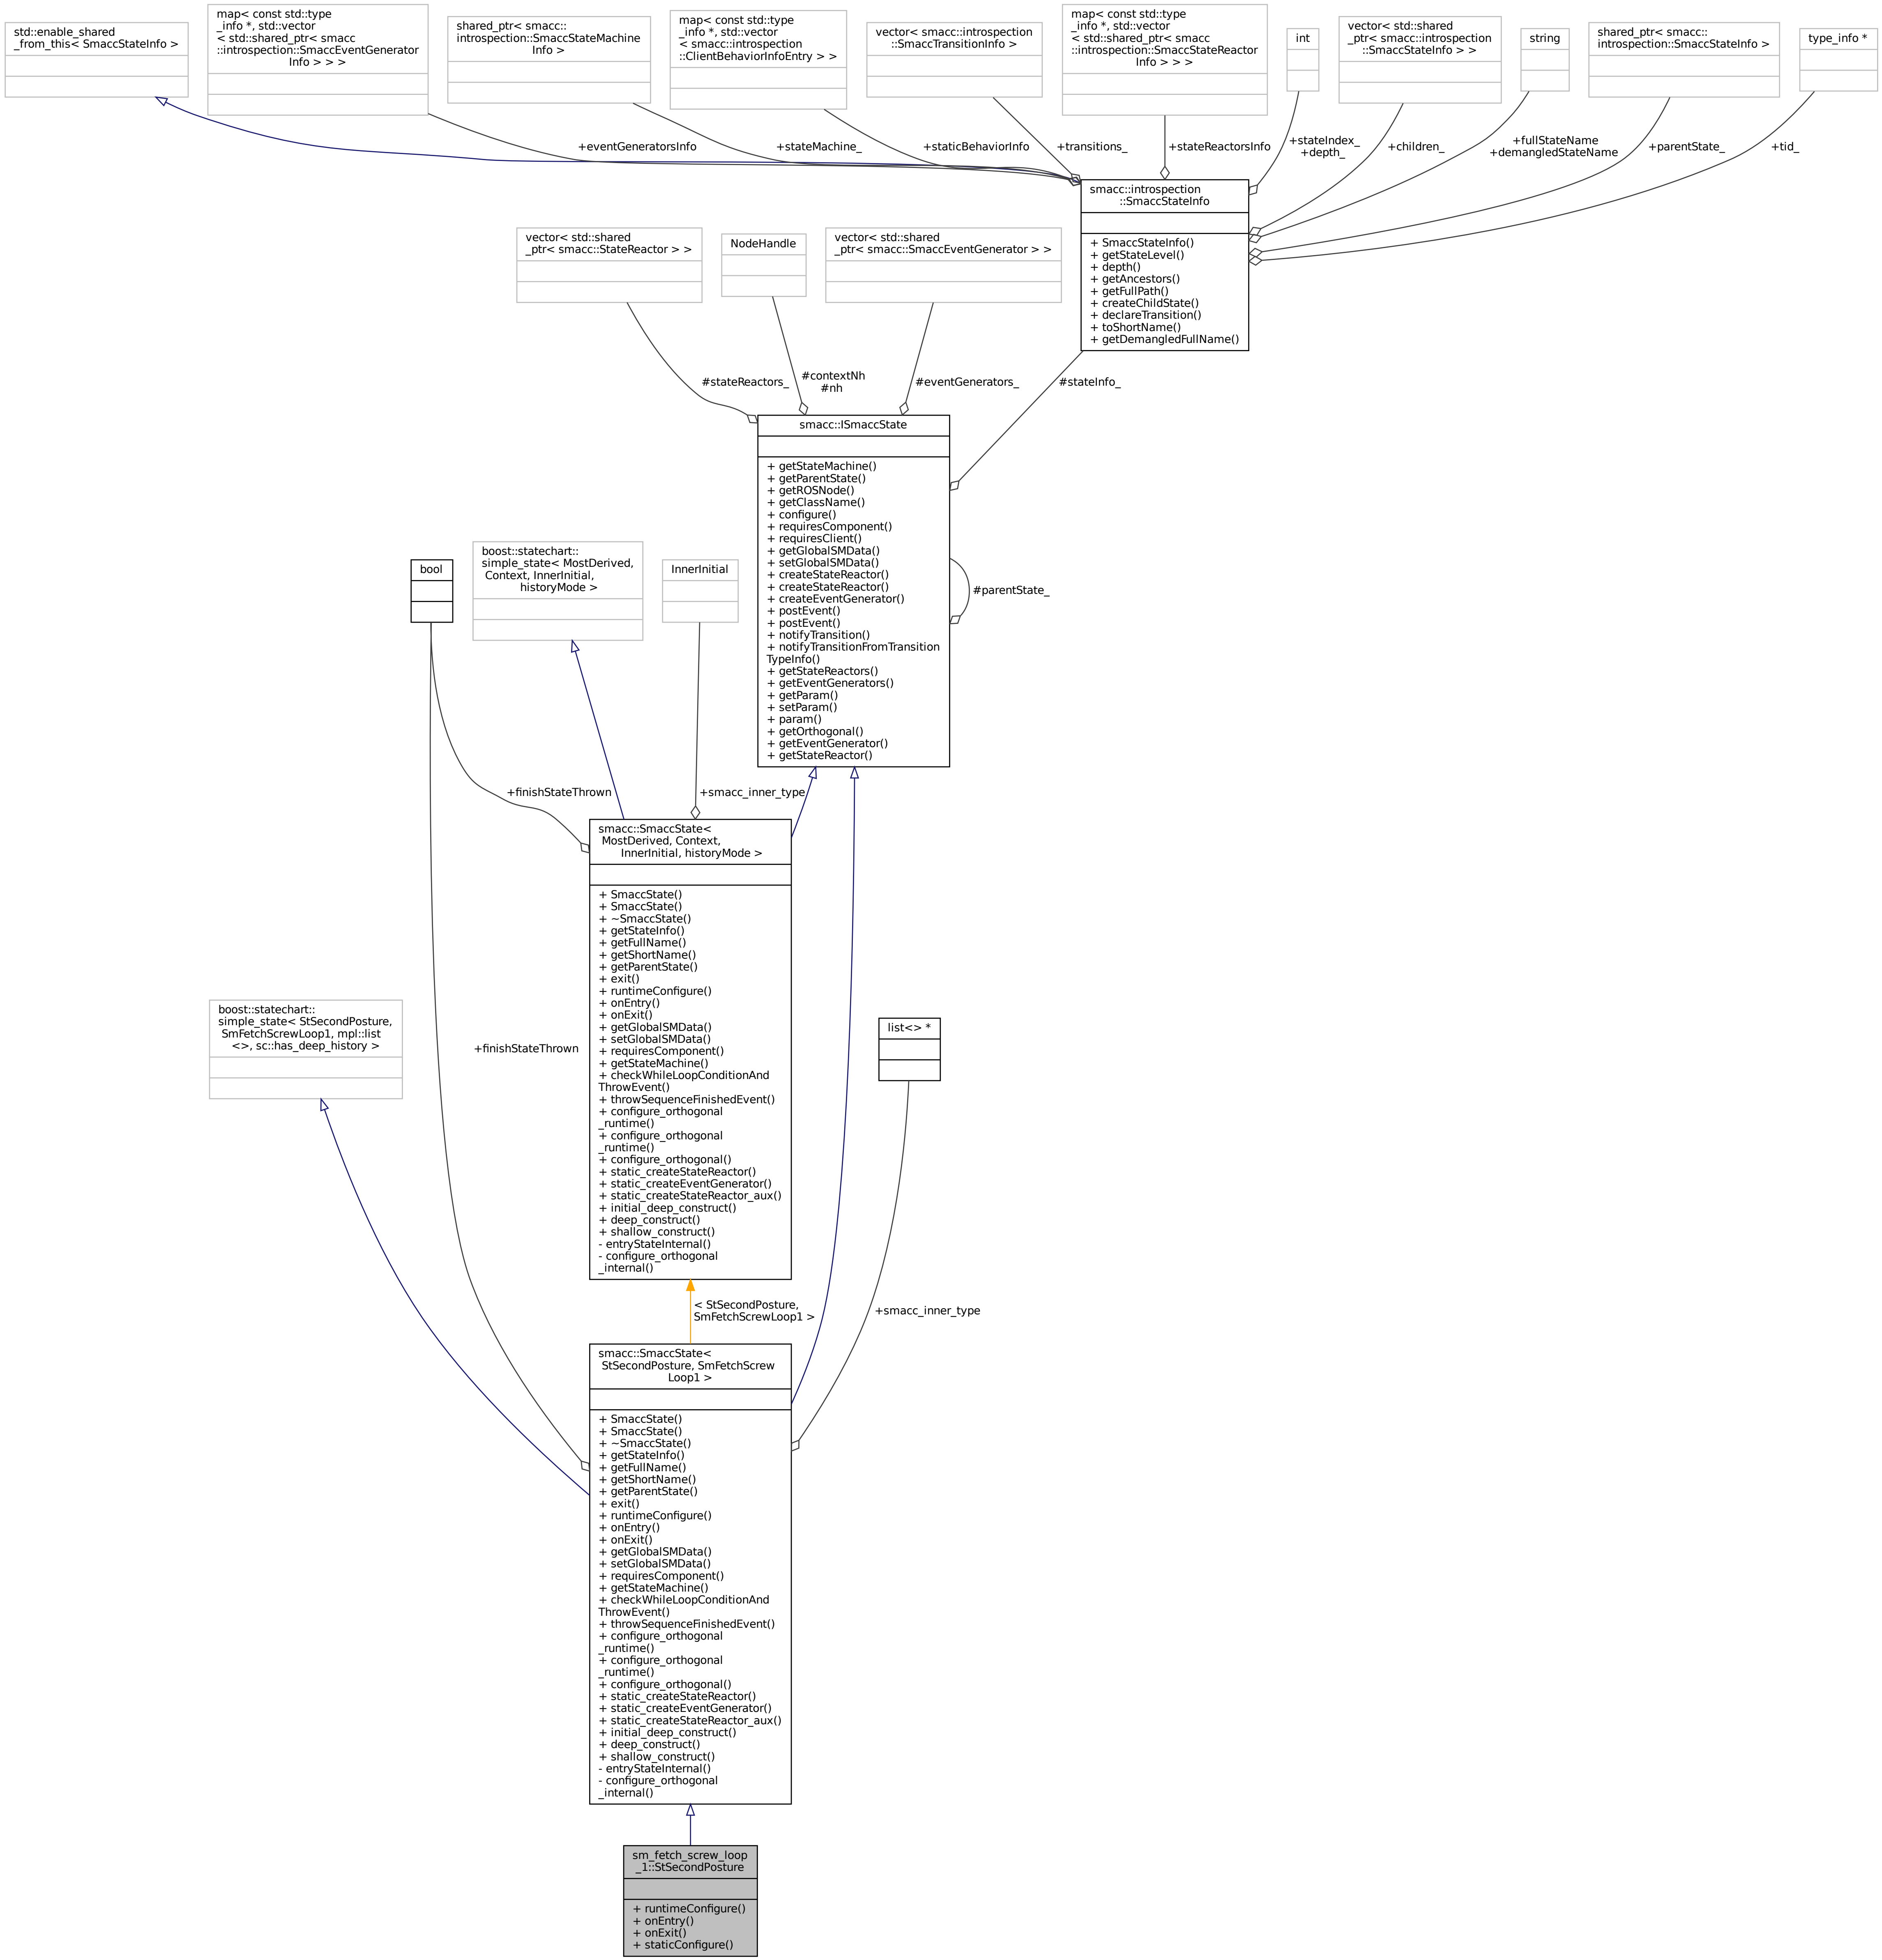 std::enable_shared
_from_this< SmaccStateInfo >
map< const std::type
_info *, std::vector
< std::shared_ptr< smacc
::introspection::SmaccEventGenerator
Info > > >
shared_ptr< smacc::
introspection::SmaccStateMachine
Info >
map< const std::type
_info *, std::vector
< smacc::introspection
::ClientBehaviorInfoEntry > >
vector< smacc::introspection
::SmaccTransitionInfo >
map< const std::type
_info *, std::vector
< std::shared_ptr< smacc
::introspection::SmaccStateReactor
Info > > >
int
vector< std::shared
_ptr< smacc::introspection
::SmaccStateInfo > >
string
shared_ptr< smacc::
introspection::SmaccStateInfo >
type_info *
+eventGeneratorsInfo
+stateMachine_
+staticBehaviorInfo
+transitions_
+stateReactorsInfo
+stateIndex_
+depth_
+children_
+fullStateName
+demangledStateName
+parentState_
+tid_
smacc::introspection
::SmaccStateInfo
+ SmaccStateInfo()
+ getStateLevel()
+ depth()
+ getAncestors()
+ getFullPath()
+ createChildState()
+ declareTransition()
+ toShortName()
+ getDemangledFullName()
vector< std::shared
_ptr< smacc::StateReactor > >
NodeHandle
vector< std::shared
_ptr< smacc::SmaccEventGenerator > >
#stateReactors_
#contextNh
#nh
#eventGenerators_
#stateInfo_
smacc::ISmaccState
+ getStateMachine()
+ getParentState()
+ getROSNode()
+ getClassName()
+ configure()
+ requiresComponent()
+ requiresClient()
+ getGlobalSMData()
+ setGlobalSMData()
+ createStateReactor()
+ createStateReactor()
+ createEventGenerator()
+ postEvent()
+ postEvent()
+ notifyTransition()
+ notifyTransitionFromTransition
TypeInfo()
+ getStateReactors()
+ getEventGenerators()
+ getParam()
+ setParam()
+ param()
+ getOrthogonal()
+ getEventGenerator()
+ getStateReactor()
#parentState_
bool
boost::statechart::
simple_state< MostDerived,
Context, InnerInitial,
historyMode >
InnerInitial
+finishStateThrown
+smacc_inner_type
smacc::SmaccState<
MostDerived, Context,
InnerInitial, historyMode >
+ SmaccState()
+ SmaccState()
+ ~SmaccState()
+ getStateInfo()
+ getFullName()
+ getShortName()
+ getParentState()
+ exit()
+ runtimeConfigure()
+ onEntry()
+ onExit()
+ getGlobalSMData()
+ setGlobalSMData()
+ requiresComponent()
+ getStateMachine()
+ checkWhileLoopConditionAnd
ThrowEvent()
+ throwSequenceFinishedEvent()
+ configure_orthogonal
_runtime()
+ configure_orthogonal
_runtime()
+ configure_orthogonal()
+ static_createStateReactor()
+ static_createEventGenerator()
+ static_createStateReactor_aux()
+ initial_deep_construct()
+ deep_construct()
+ shallow_construct()
- entryStateInternal()
- configure_orthogonal
_internal()
boost::statechart::
simple_state< StSecondPosture,
SmFetchScrewLoop1, mpl::list
<>, sc::has_deep_history >
+finishStateThrown
list<> *
< StSecondPosture,
SmFetchScrewLoop1 >
+smacc_inner_type
smacc::SmaccState<
StSecondPosture, SmFetchScrew
Loop1 >
+ SmaccState()
+ SmaccState()
+ ~SmaccState()
+ getStateInfo()
+ getFullName()
+ getShortName()
+ getParentState()
+ exit()
+ runtimeConfigure()
+ onEntry()
+ onExit()
+ getGlobalSMData()
+ setGlobalSMData()
+ requiresComponent()
+ getStateMachine()
+ checkWhileLoopConditionAnd
ThrowEvent()
+ throwSequenceFinishedEvent()
+ configure_orthogonal
_runtime()
+ configure_orthogonal
_runtime()
+ configure_orthogonal()
+ static_createStateReactor()
+ static_createEventGenerator()
+ static_createStateReactor_aux()
+ initial_deep_construct()
+ deep_construct()
+ shallow_construct()
- entryStateInternal()
- configure_orthogonal
_internal()
sm_fetch_screw_loop
_1::StSecondPosture
+ runtimeConfigure()
+ onEntry()
+ onExit()
+ staticConfigure()